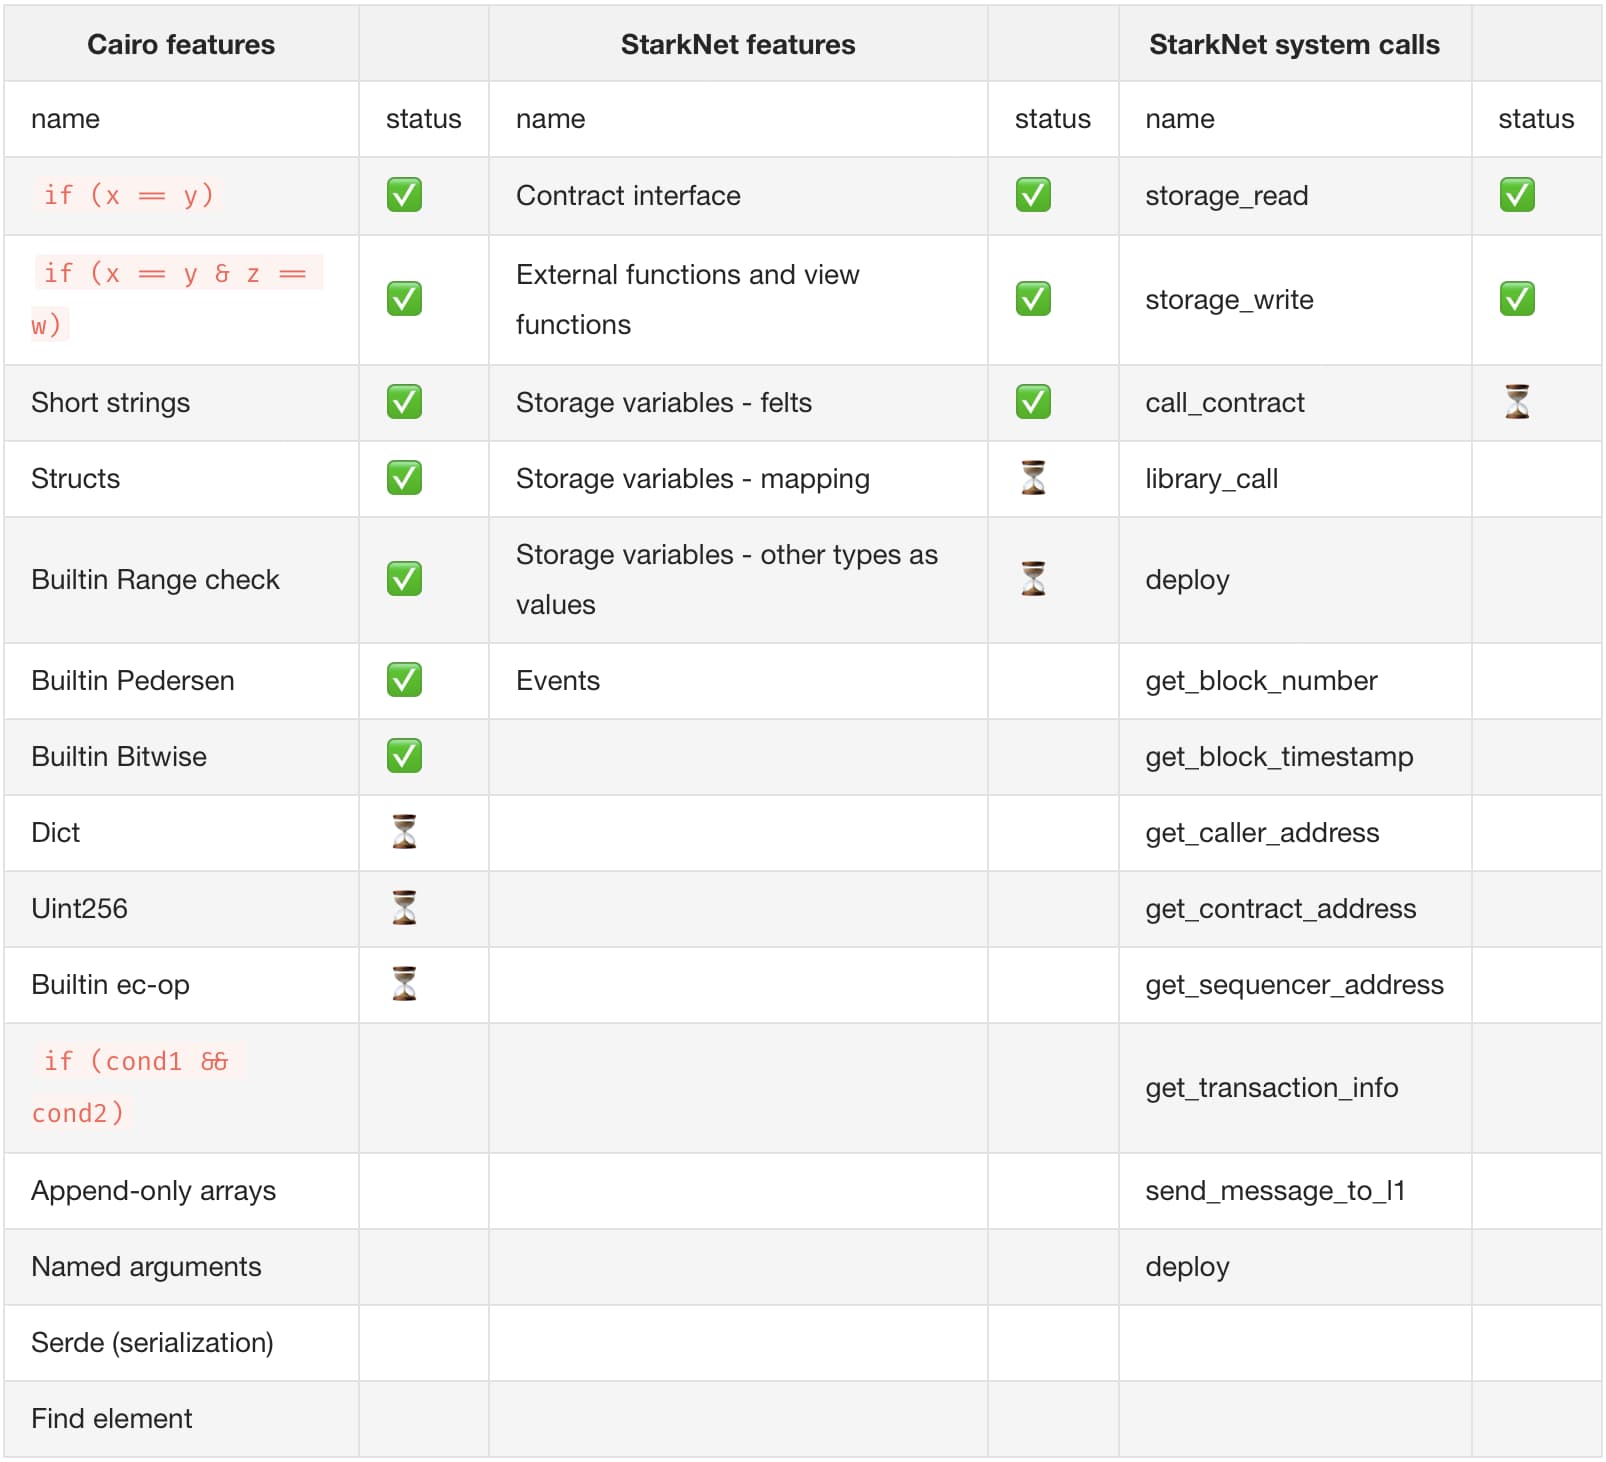 Cairo features StarkNet features StarkNet system calls
name status name status name status
if (x == y) ✅ Contract interface ✅ storage_read ✅
if (x == y & z ==
w) ✅ External functions and view
functions ✅ storage_write ✅
Short strings ✅ Storage variables - felts ✅ call_contract ⏳
Structs ✅ Storage variables - mapping ⏳ library_call
Builtin Range check ✅ Storage variables - other types as
values ⏳ deploy
Builtin Pedersen ✅ Events get_block_number
Builtin Bitwise ✅ get_block_timestamp
Dict ⏳ get_caller_address
Uint256 ⏳ get_contract_address
Builtin ec-op ⏳ get_sequencer_address
if (cond1 &&
cond2) get_transaction_info
Append-only arrays send_message_to_l1
Named arguments deploy
Serde (serialization)
Find element